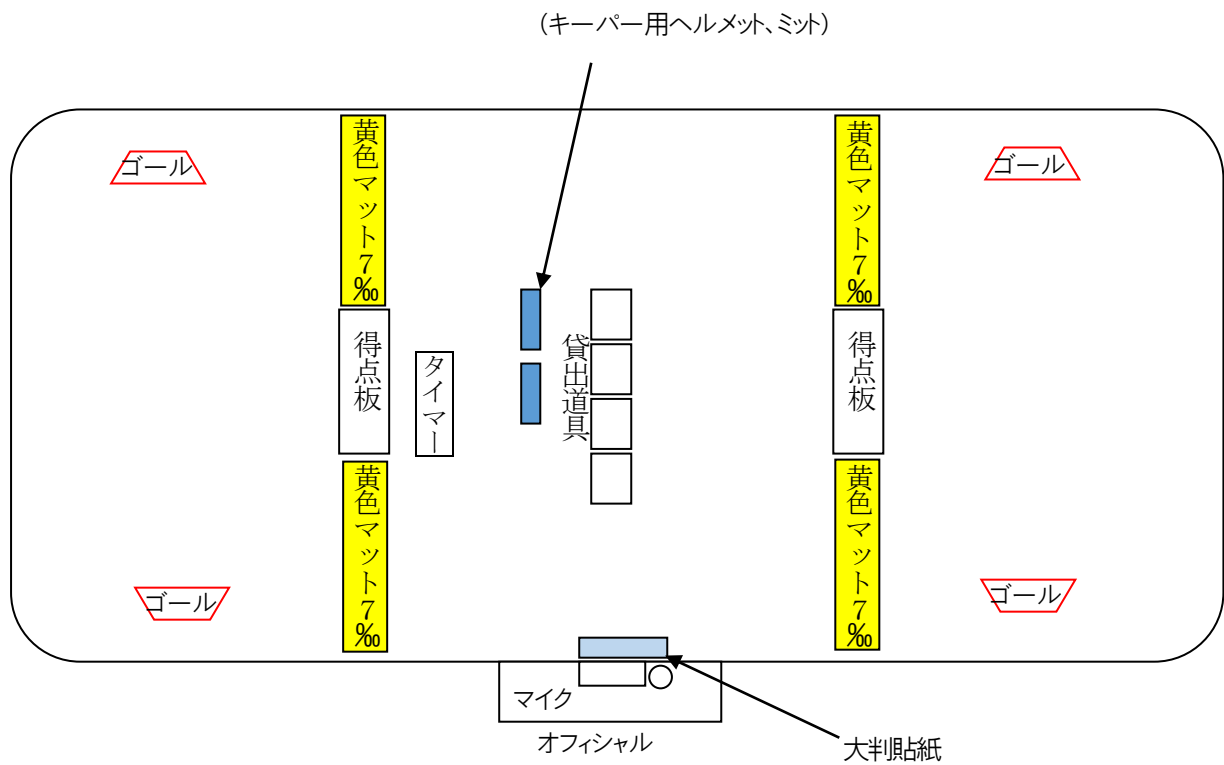 (キーパー用ヘルメット、ミット)
ゴール
黄色マット7‰
黄色マット7‰
ゴール
得点板
タイマー
貸出道具
得点板
黄色マット7‰
黄色マット7‰
ゴール
ゴール
マイク
オフィシャル
大判貼紙